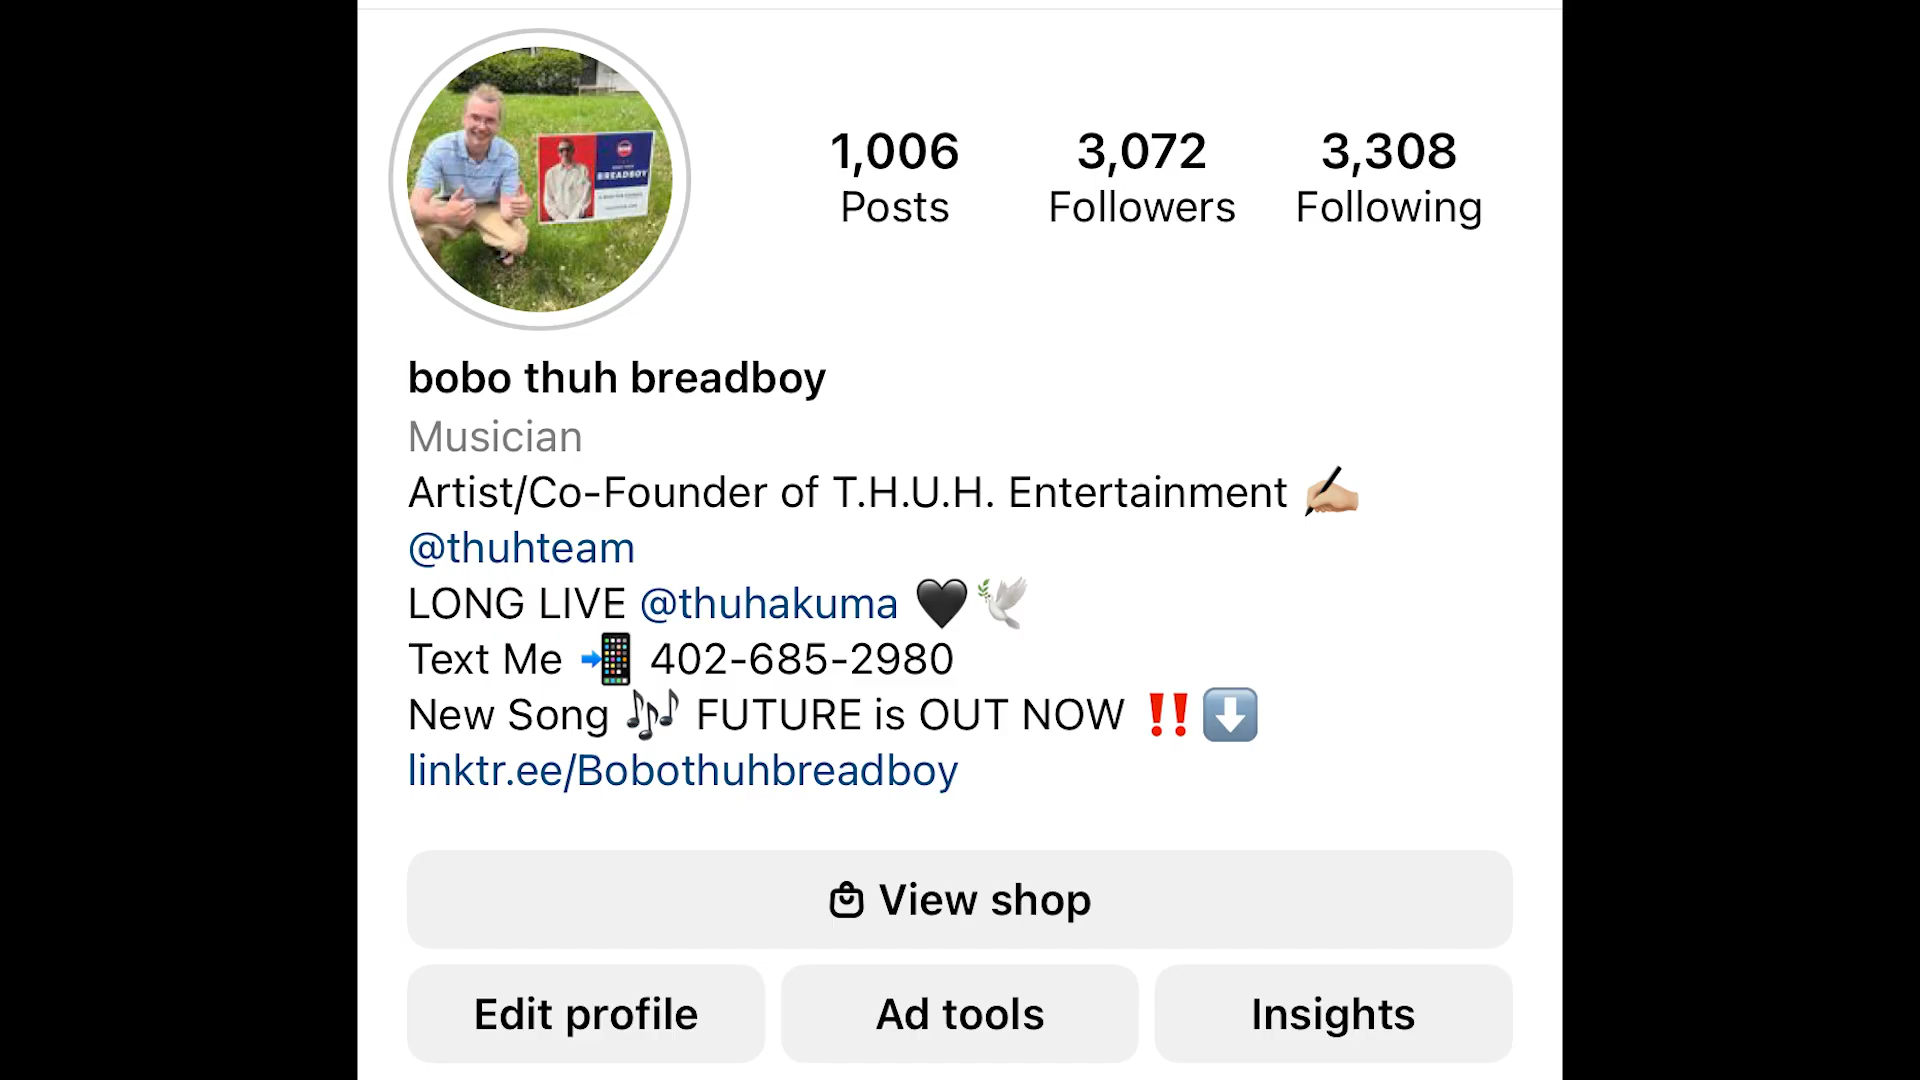 1,006
Posts
3,072
Followers
3,308
Following
BREADBOY
bobo thuh breadboy
Musician
Artist/Co-Founder of T.H.U.H. Entertainment ✍🏼
@thuhteam
LONG LIVE @thuhakuma 🖤🕊️
Text Me 📲 402-685-2980
New Song 🎶 FUTURE is OUT NOW ‼️⬇️
linktr.ee/Bobothuhbreadboy
View shop
Edit profile
Ad tools
Insights